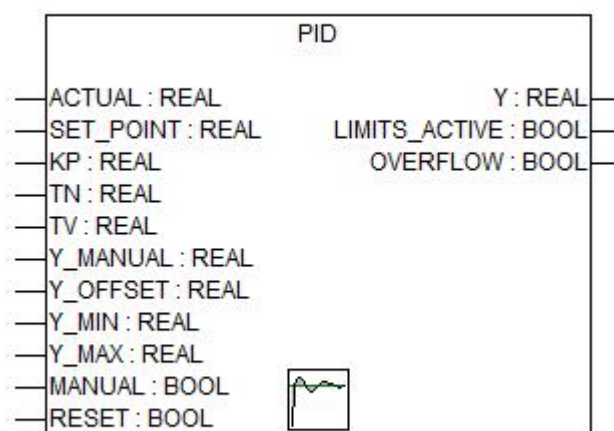 PID
ACTUAL : REAL Y : REAL
SET_POINT : REAL LIMITS_ACTIVE : BOOL
KP : REAL OVERFLOW : BOOL
TN : REAL
TV : REAL
Y_MANUAL : REAL
Y_OFFSET : REAL
Y_MIN : REAL
Y_MAX : REAL
MANUAL : BOOL
RESET : BOOL